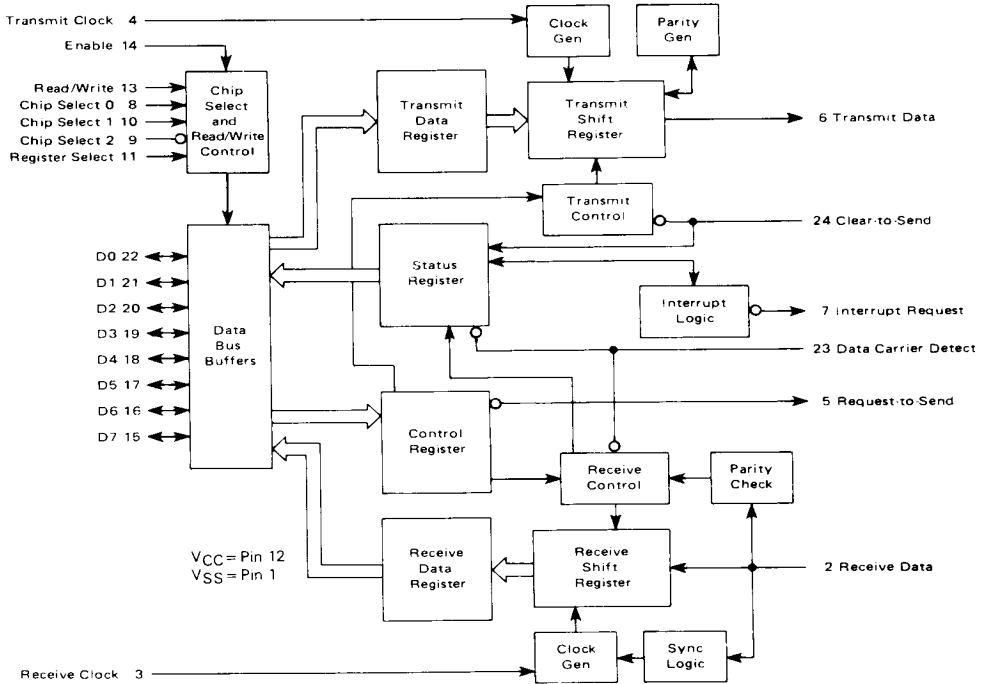 Transmit Clock 4
Clock
Gen
Parity
Gen
Enable 14
Read/Write 13
Chip Select 0 8
Chip Select 1 10
Chip Select 2 9
Register Select 11
Chip
Select
and
Read/Write
Control
Transmit
Data
Register
Transmit
Shift
Register
6 Transmit Data
Transmit
Control
24 Clear-to-Send
D0 22
D1 21
D2 20
D3 19
D4 18
D5 17
D6 16
D7 15
Data
Bus
Buffers
Status
Register
Interrupt
Logic
7 Interrupt Request
23 Data Carrier Detect
Control
Register
5 Request-to-Send
Receive
Control
Parity
Check
VCC = Pin 12
VSS = Pin 1
Receive
Data
Register
Receive
Shift
Register
2 Receive Data
Receive Clock 3
Clock
Gen
Sync
Logic